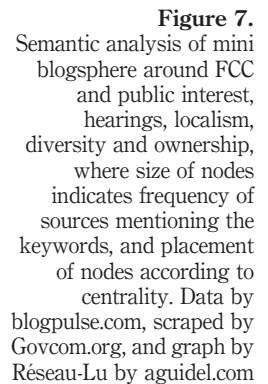 Figure 7.
Semantic analysis of mini
blogsphere around FCC
and public interest,
hearings, localism,
diversity and ownership,
where size of nodes
indicates frequency of
sources mentioning the
keywords, and placement
of nodes according to
centrality. Data by
blogpulse.com, scraped by
Govcom.org, and graph by
Réseau-Lu by aguidel.com